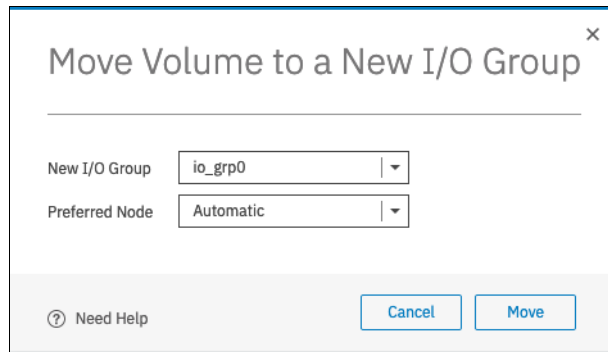 Move Volume to a New I/O Group
New I/O Group io_grp0
Preferred Node Automatic
Need Help Cancel Move